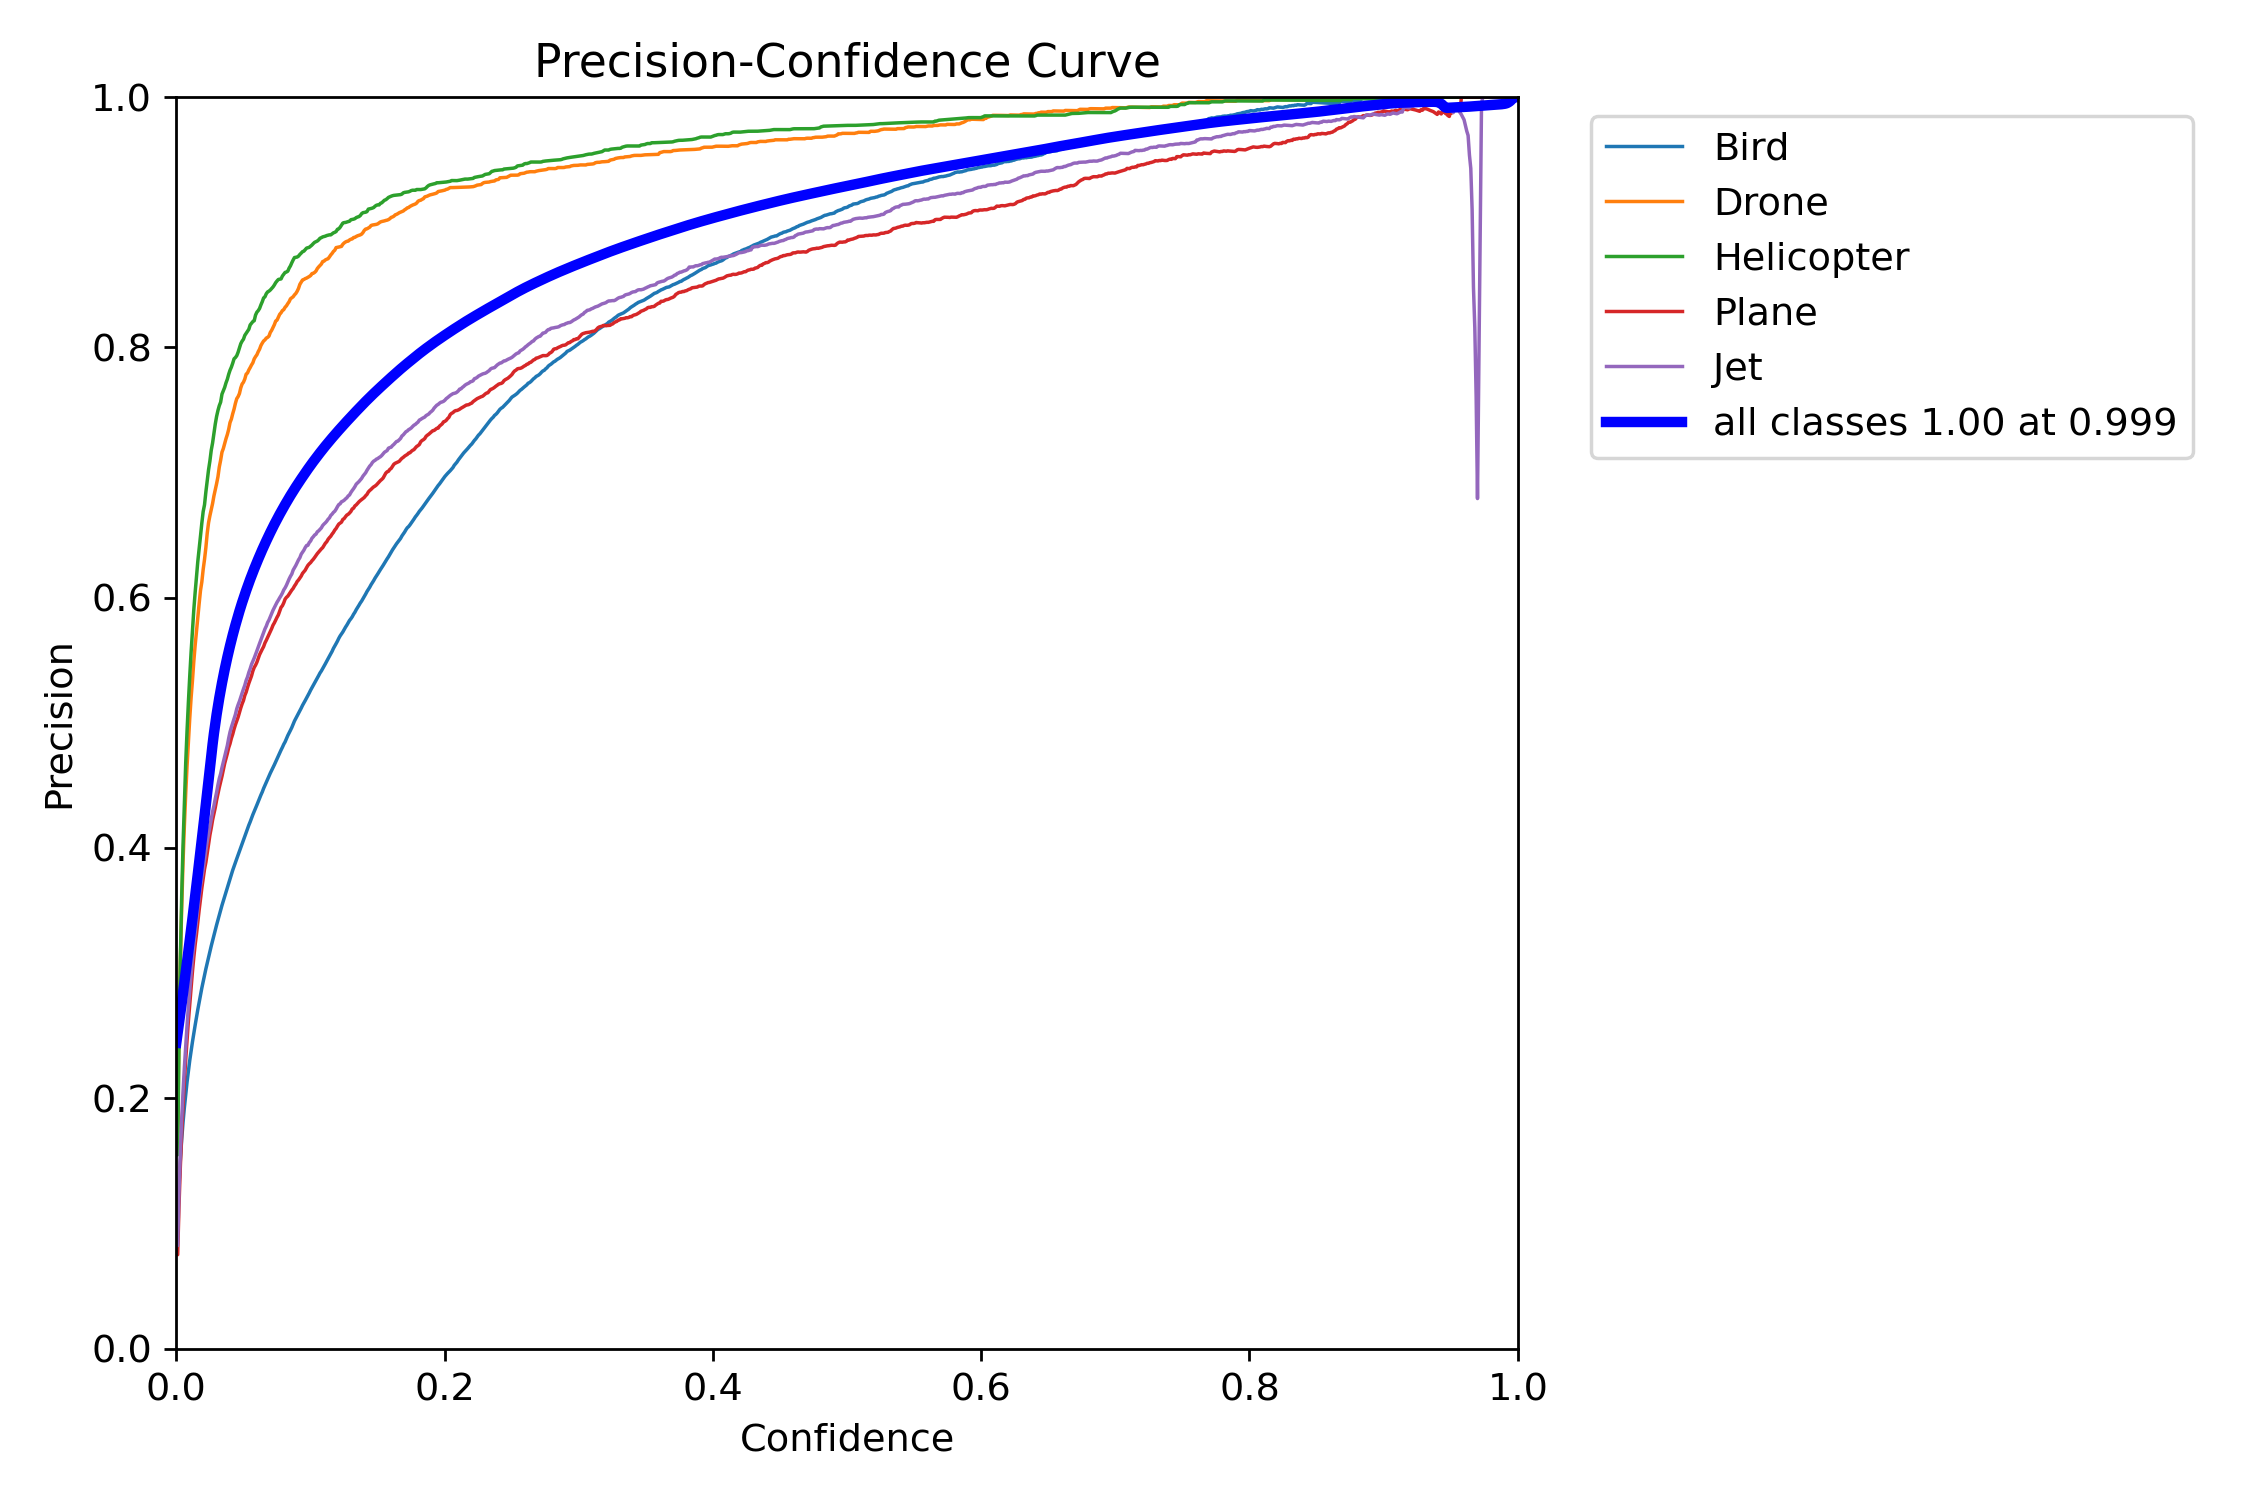 Precision-Confidence Curve
1.0
0.8
0.6
0.4
0.2
0.0
Precision
0.0 0.2 0.4 0.6 0.8 1.0
Confidence
Bird
Drone
Helicopter
Plane
Jet
all classes 1.00 at 0.999